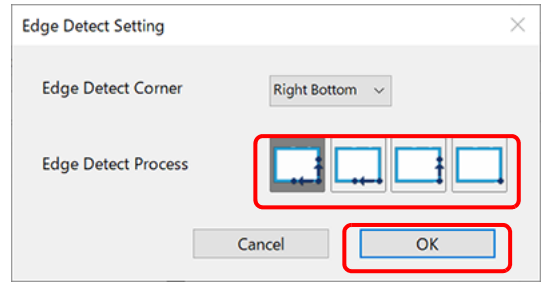 Edge Detect Setting
Edge Detect Corner
Right Bottom
Edge Detect Process
Cancel
OK